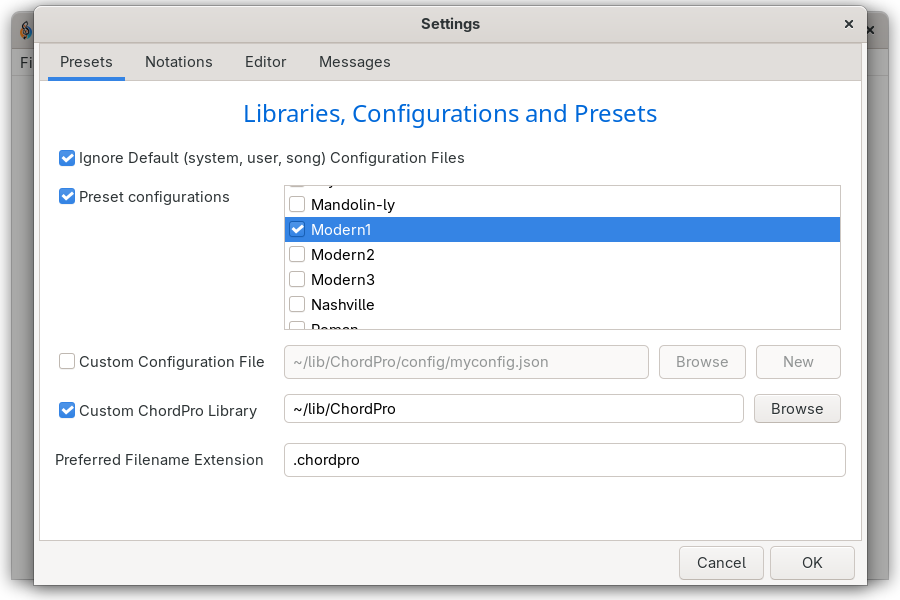 Settings
Fi
Presets Notations Editor Messages
Libraries, Configurations and Presets
Ignore Default (system, user, song) Configuration Files
Preset configurations
Mandolin-ly
Modern1
Modern2
Modern3
Nashville
Roman
Custom Configuration File ~/lib/ChordPro/config/myconfig.json Browse New
Custom ChordPro Library ~/lib/ChordPro Browse
Preferred Filename Extension .chordpro
Cancel OK